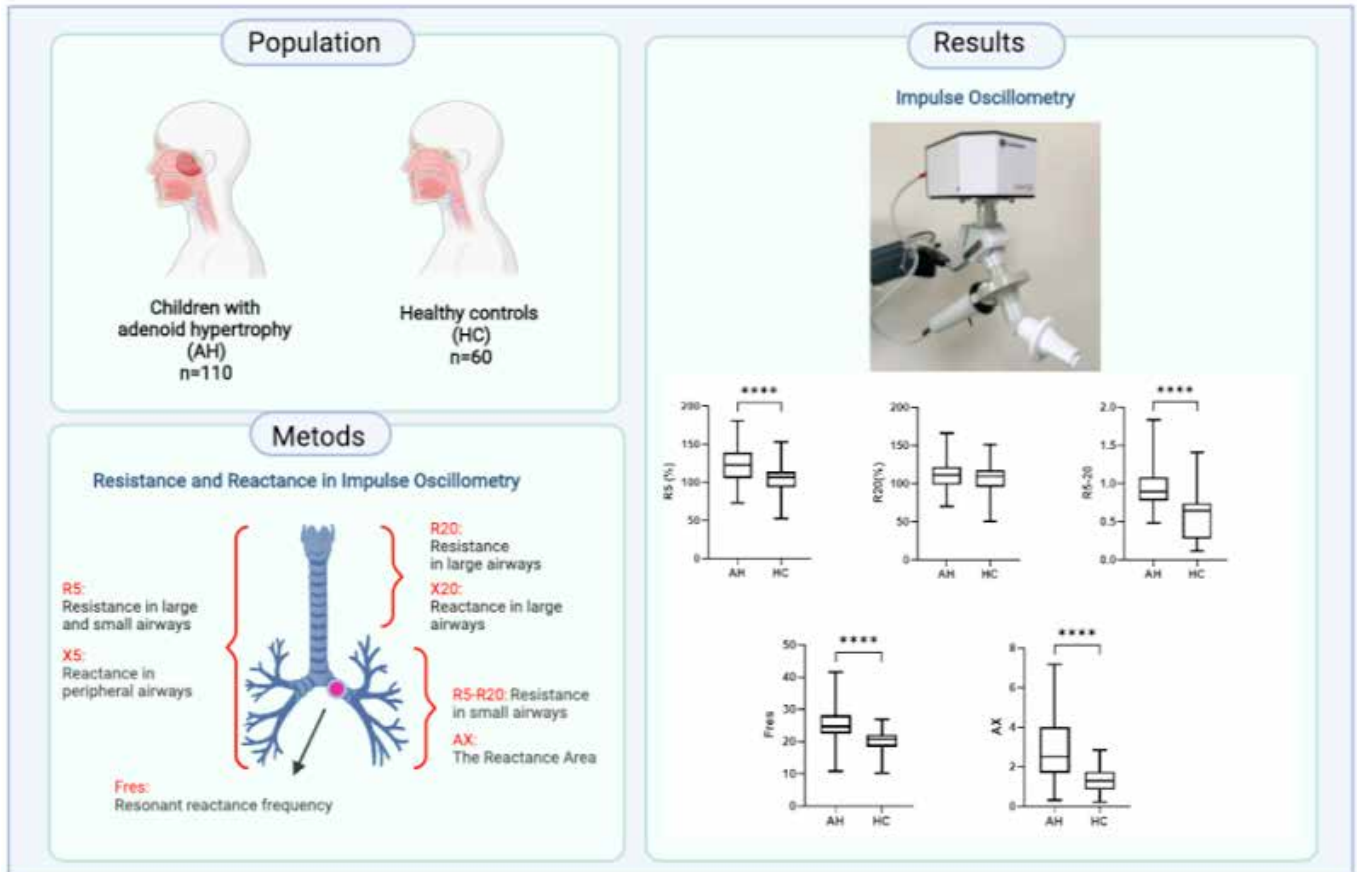 Population
Children with
adenoid hypertrophy
(AH)
n=110
Healthy controls
(HC)
n=60
Metods
Resistance and Reactance in Impulse Oscillometry
R5:
Resistance in large
and small airways
X5:
Reactance in
peripheral airways
R20:
Resistance
in large airways
X20:
Reactance in large
airways
R5-R20: Resistance
in small airways
AX:
The Reactance Area
Fres:
Resonant reactance frequency
Results
Impulse Oscillometry
****
R5 (%)
200
150
100
50
0
AH HC
R20(%)
200
150
100
50
0
AH HC
****
R5-20
2.0
1.5
1.0
0.5
0.0
AH HC
****
Fres
50
40
30
20
10
0
AH HC
****
AX
8
6
4
2
0
AH HC